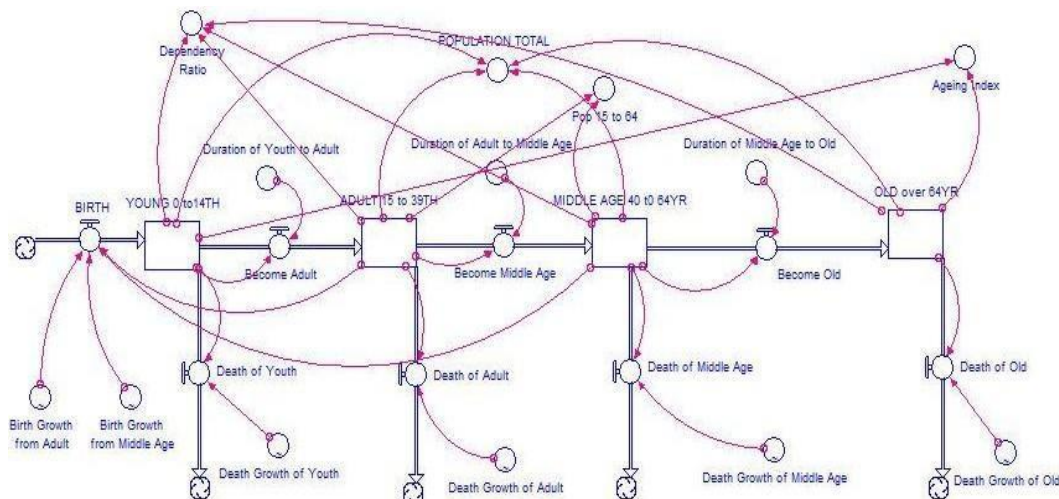 POPULATION TOTAL
Dependency
Ratio
Ageing Index
Pop 15 to 64
Duration of Youth to Adult
Duration of Adult to Middle Age
Duration of Middle Age to Old
BIRTH
YOUNG 0 to14TH
ADULT 15 to 39TH
MIDDLE AGE 40 t0 64YR
OLD over 64YR
Become Adult
Become Middle Age
Become Old
Death of Youth
Death of Adult
Death of Middle Age
Death of Old
Birth Growth
from Adult
Birth Growth
from Middle Age
Death Growth of Youth
Death Growth of Adult
Death Growth of Middle Age
Death Growth of Old